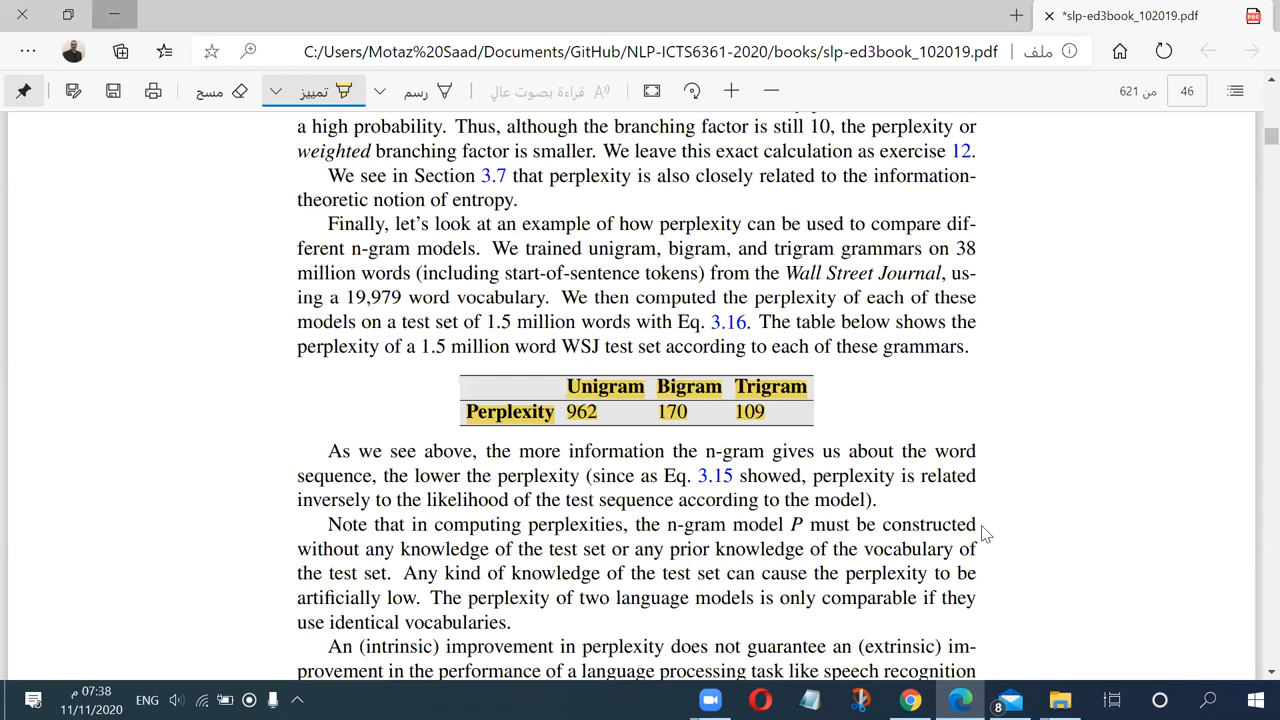 *slp-ed3book_102019.pdf
C:/Users/Motaz%20Saad/Documents/GitHub/NLP-ICTS6361-2020/books/slp-ed3book_102019.pdf
ملف
مسح
تمييز
رسم
قراءة بصوت عالٍ
من 621
46
a high probability. Thus, although the branching factor is still 10, the perplexity or
weighted branching factor is smaller. We leave this exact calculation as exercise 12.
We see in Section 3.7 that perplexity is also closely related to the information-
theoretic notion of entropy.
Finally, let's look at an example of how perplexity can be used to compare dif-
ferent n-gram models. We trained unigram, bigram, and trigram grammars on 38
million words (including start-of-sentence tokens) from the Wall Street Journal, us-
ing a 19,979 word vocabulary. We then computed the perplexity of each of these
models on a test set of 1.5 million words with Eq. 3.16. The table below shows the
perplexity of a 1.5 million word WSJ test set according to each of these grammars.
Unigram Bigram Trigram
Perplexity 962 170 109
As we see above, the more information the n-gram gives us about the word
sequence, the lower the perplexity (since as Eq. 3.15 showed, perplexity is related
inversely to the likelihood of the test sequence according to the model).
Note that in computing perplexities, the n-gram model P must be constructed
without any knowledge of the test set or any prior knowledge of the vocabulary of
the test set. Any kind of knowledge of the test set can cause the perplexity to be
artificially low. The perplexity of two language models is only comparable if they
use identical vocabularies.
An (intrinsic) improvement in perplexity does not guarantee an (extrinsic) im-
provement in the performance of a language processing task like speech recognition
07:38 م
11/11/2020
ENG
8